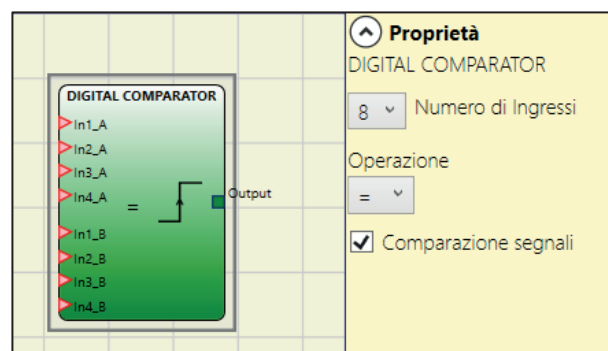 DIGITAL COMPARATOR
In1_A
In2_A
In3_A
In4_A
=
Output
In1_B
In2_B
In3_B
In4_B
Proprietà
DIGITAL COMPARATOR
8 Numero di Ingressi
Operazione
=
Comparazione segnali